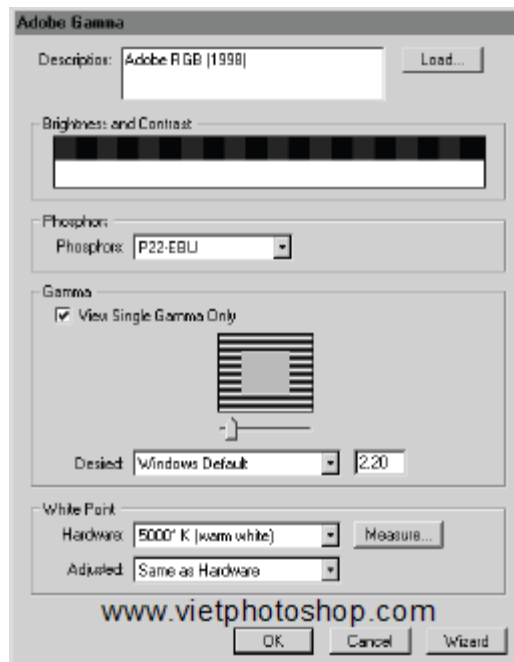 Adobe Gamma
Description: Adobe RGB (1998) Load...
Brightness and Contrast
Phosphors
Phosphors: P22-EBU
Gamma
View Single Gamma Only
Desired: Windows Default 2.20
White Point
Hardware: 5000° K (warm white) Measure...
Adjusted: Same as Hardware
www.vietphotoshop.com
OK Cancel Wizard